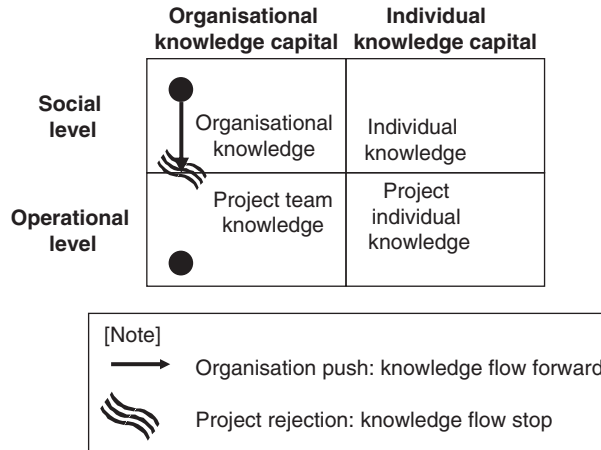 Organisational
knowledge capital
Individual
knowledge capital
Social
level
Organisational
knowledge
Individual
knowledge
Operational
level
Project team
knowledge
Project
individual
knowledge
[Note]
Organisation push: knowledge flow forward
Project rejection: knowledge flow stop